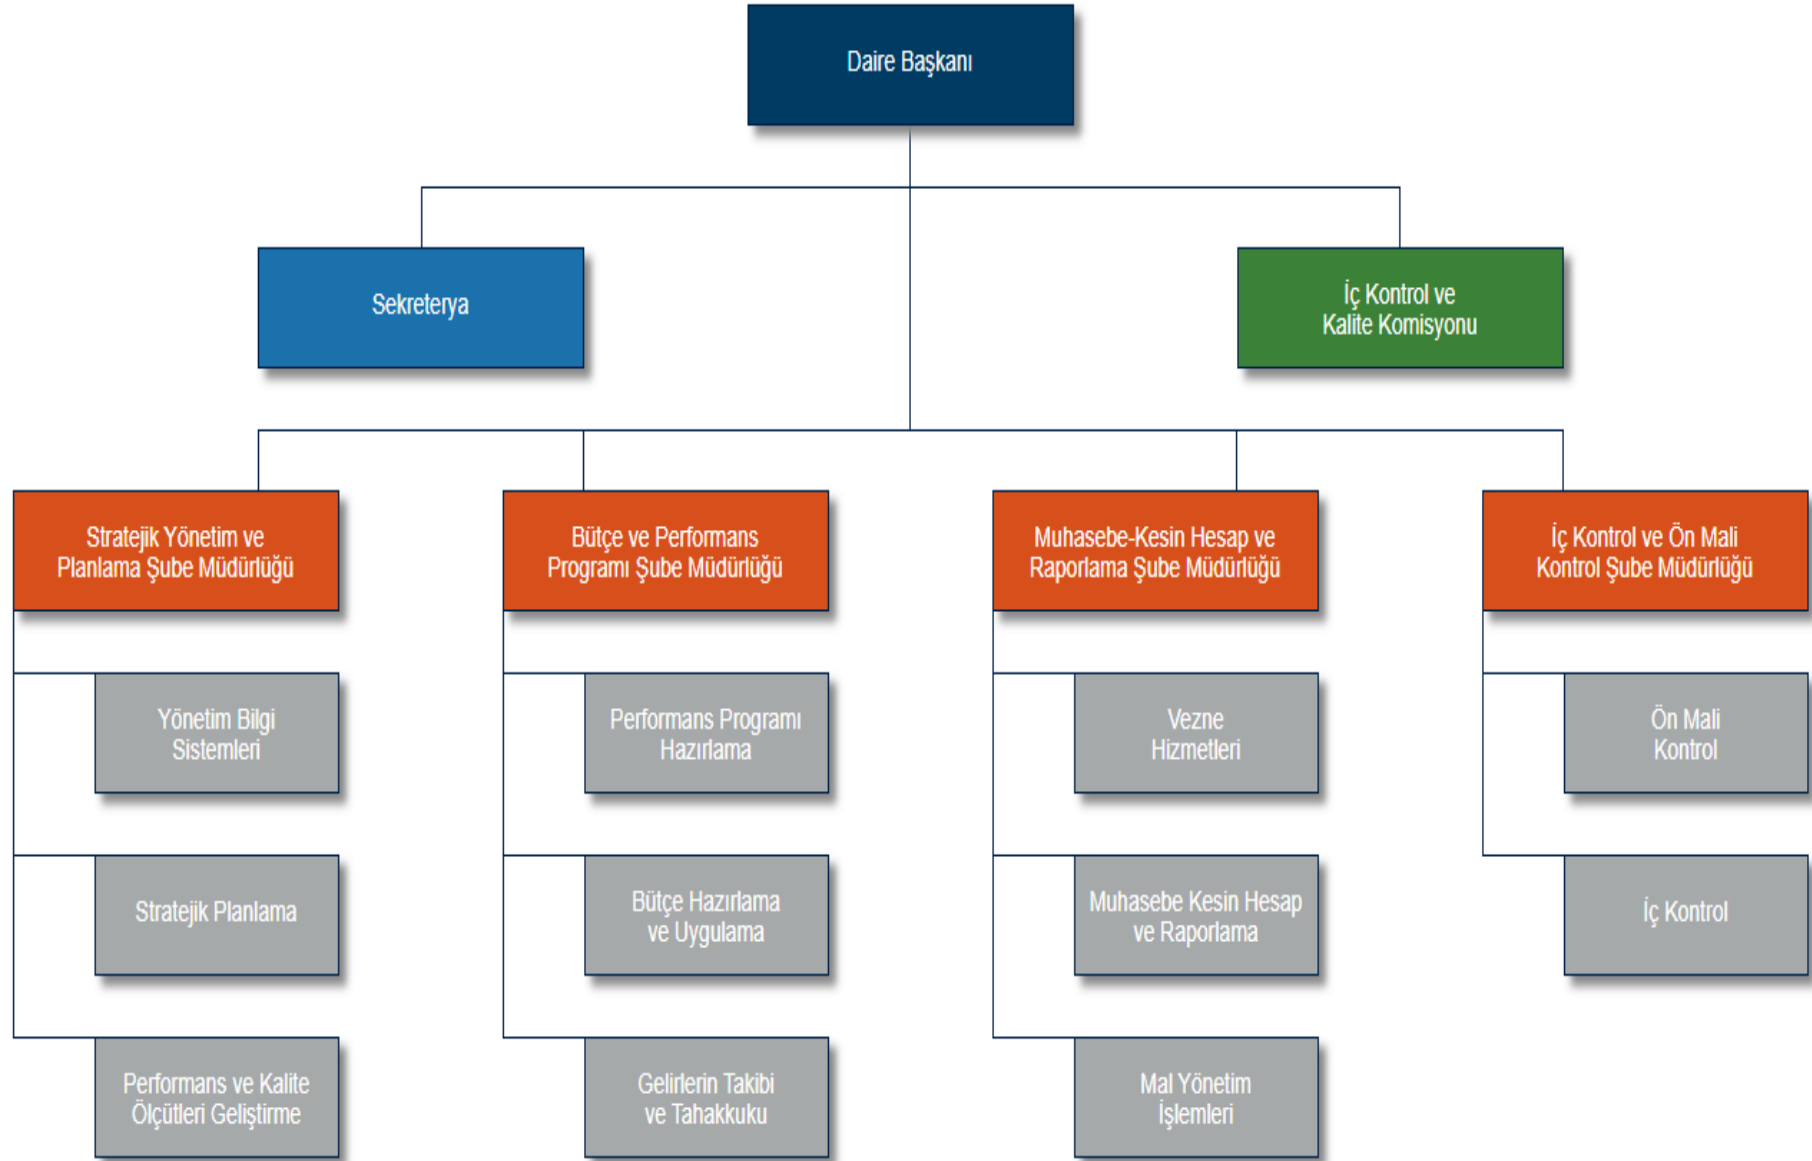 Daire Başkanı
Sekreterya
İç Kontrol ve
Kalite Komisyonu
Stratejik Yönetim ve
Planlama Şube Müdürlüğü
Bütçe ve Performans
Programı Şube Müdürlüğü
Muhasebe-Kesin Hesap ve
Raporlama Şube Müdürlüğü
İç Kontrol ve Ön Mali
Kontrol Şube Müdürlüğü
Yönetim Bilgi
Sistemleri
Performans Programı
Hazırlama
Vezne
Hizmetleri
Ön Mali
Kontrol
Stratejik Planlama
Bütçe Hazırlama
ve Uygulama
Muhasebe Kesin Hesap
ve Raporlama
İç Kontrol
Performans ve Kalite
Ölçütleri Geliştirme
Gelirlerin Takibi
ve Tahakkuku
Mal Yönetim
İşlemleri